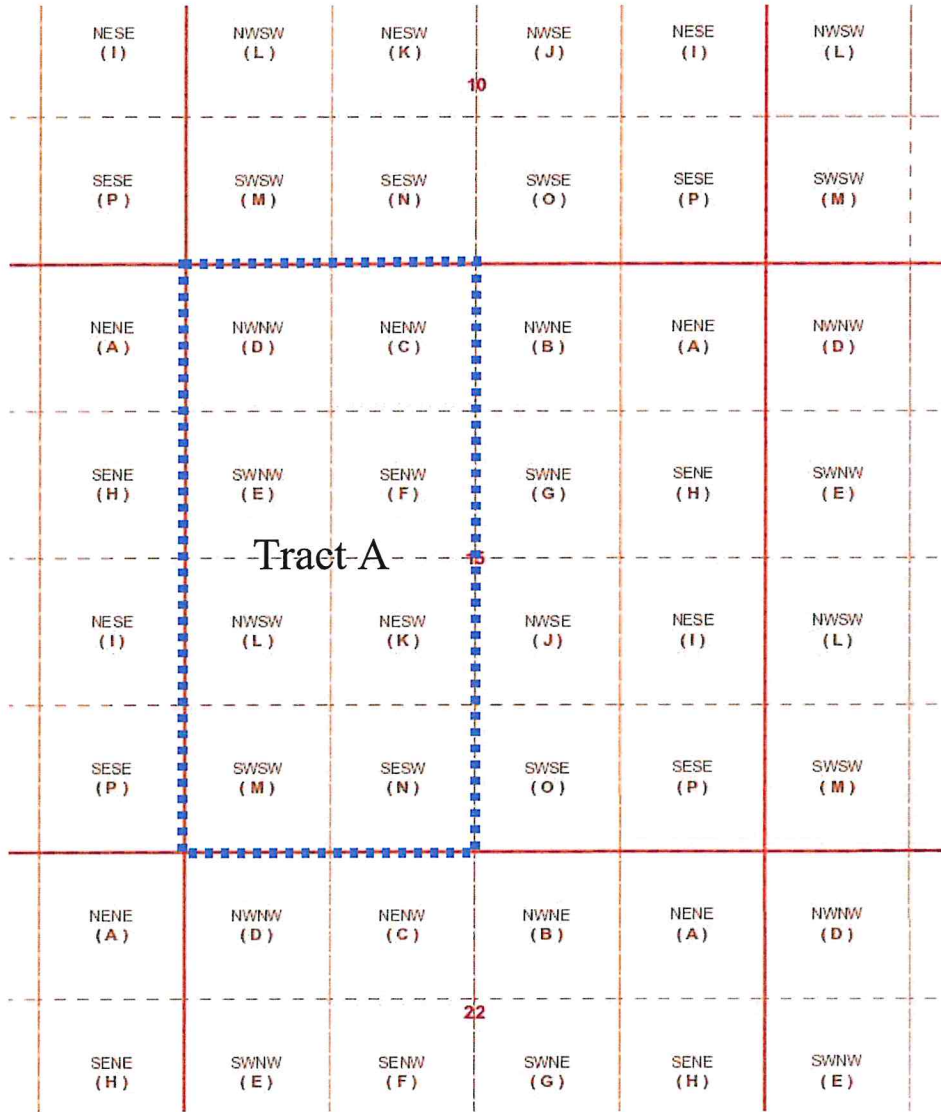 NESE NWSW NESW NWSE NESE NWSW
(I) (L) (K) (J) (I) (L)
10
SESE SWSW SESW SWSE SESE SWSW
(P) (M) (N) (O) (P) (M)
NENE NWNW NENW NWNE NENE NWNW
(A) (D) (C) (B) (A) (D)
SENE SWNW SENW SWNE SENE SWNW
(H) (E) (F) (G) (H) (E)
Tract A 15
NESE NWSW NESW NWSE NESE NWSW
(I) (L) (K) (J) (I) (L)
SESE SWSW SESW SWSE SESE SWSW
(P) (M) (N) (O) (P) (M)
NENE NWNW NENW NWNE NENE NWNW
(A) (D) (C) (B) (A) (D)
22
SENE SWNW SENW SWNE SENE SWNW
(H) (E) (F) (G) (H) (E)